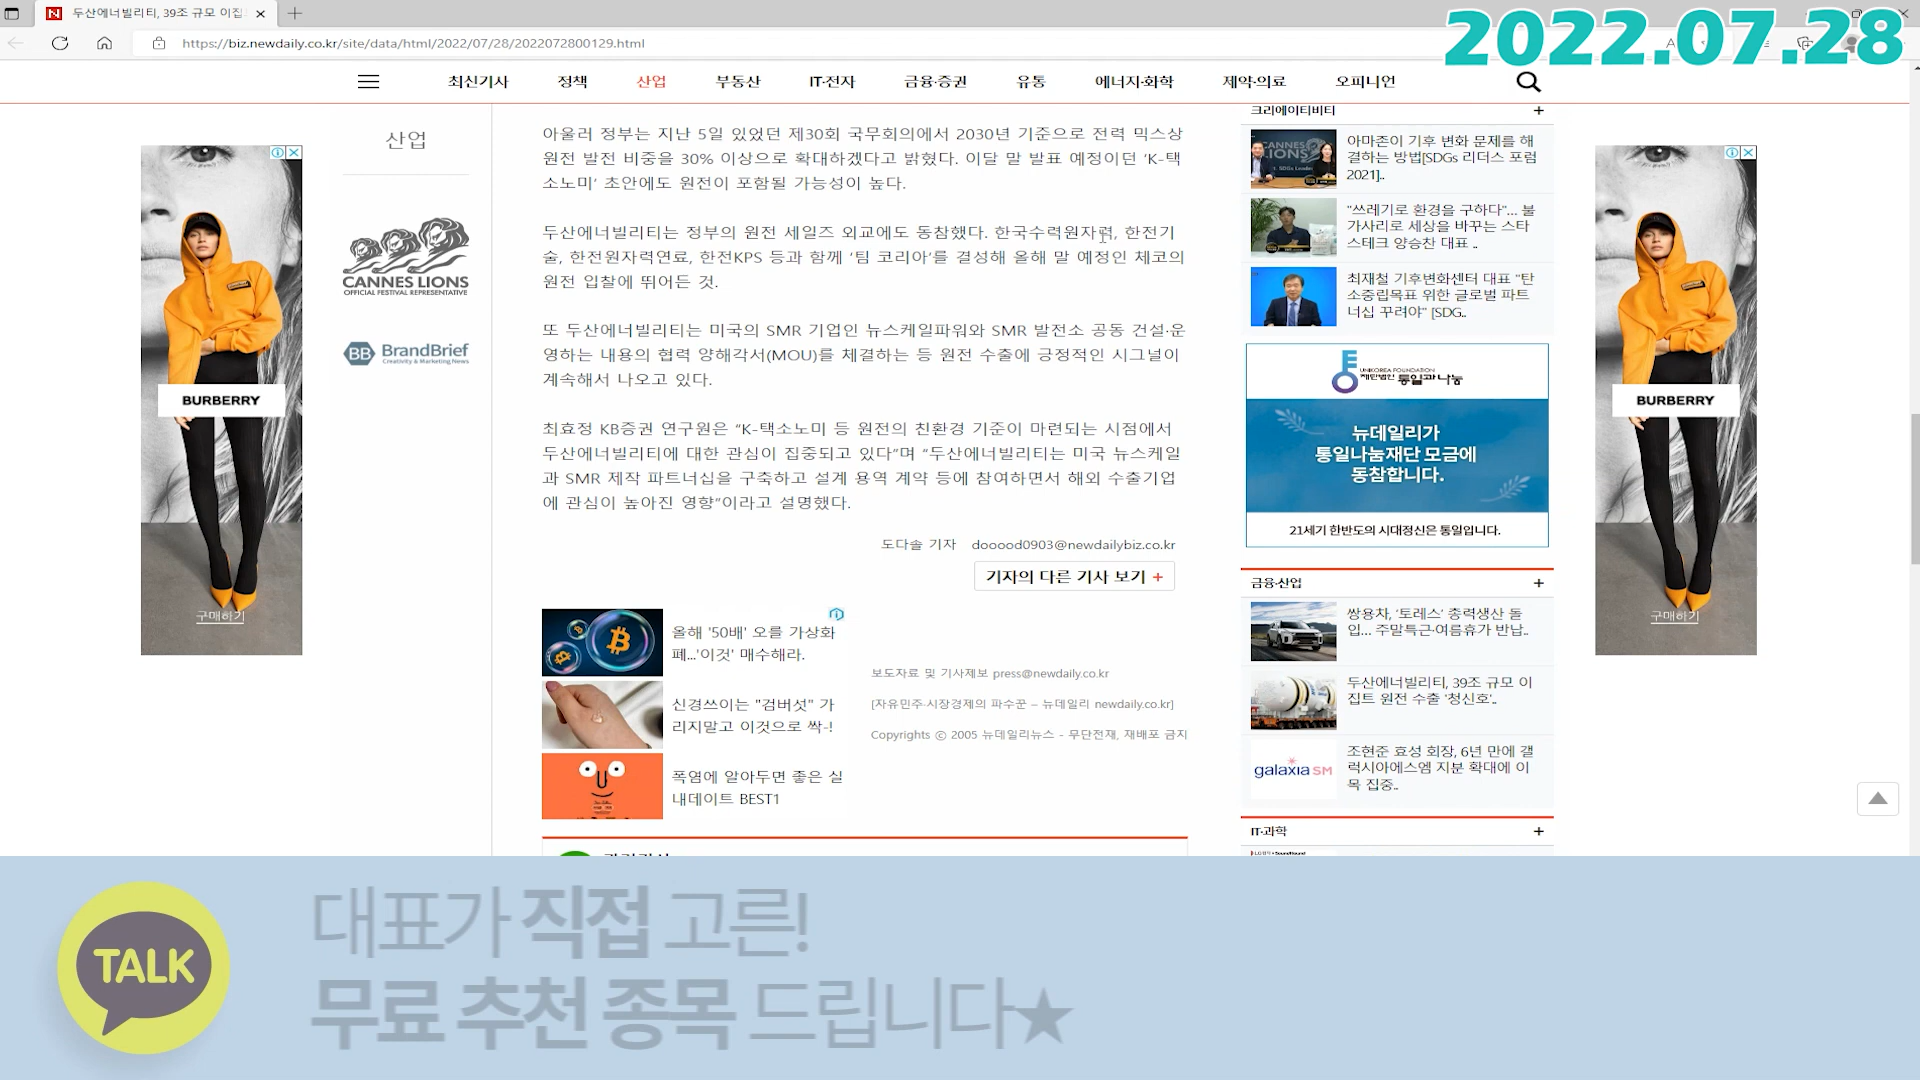 두산에너빌리티, 39조 규모 이집
2022.07.28
https://biz.newdaily.co.kr/site/data/html/2022/07/28/2022072800129.html
최신기사 정책 산업 부동산 IT·전자 금융·증권 유통 에너지·화학 제약·의료 오피니언
산업
CANNES LIONS
OFFICIAL FESTIVAL REPRESENTATIVE
BB BrandBrief
Creativity & Marketing News
BURBERRY
구매하기
아울러 정부는 지난 5일 있었던 제30회 국무회의에서 2030년 기준으로 전력 믹스상
원전 발전 비중을 30% 이상으로 확대하겠다고 밝혔다. 이달 말 발표 예정이던 ‘K-택
소노미’ 초안에도 원전이 포함될 가능성이 높다.
두산에너빌리티는 정부의 원전 세일즈 외교에도 동참했다. 한국수력원자력, 한전기
술, 한전원자력연료, 한전KPS 등과 함께 ‘팀 코리아’를 결성해 올해 말 예정인 체코의
원전 입찰에 뛰어든 것.
또 두산에너빌리티는 미국의 SMR 기업인 뉴스케일파워와 SMR 발전소 공동 건설·운
영하는 내용의 협력 양해각서(MOU)를 체결하는 등 원전 수출에 긍정적인 시그널이
계속해서 나오고 있다.
최효정 KB증권 연구원은 “K-택소노미 등 원전의 친환경 기준이 마련되는 시점에서
두산에너빌리티에 대한 관심이 집중되고 있다”며 “두산에너빌리티는 미국 뉴스케일
과 SMR 제작 파트너십을 구축하고 설계 용역 계약 등에 참여하면서 해외 수출기업
에 관심이 높아진 영향”이라고 설명했다.
도다솔 기자 dooood0903@newdailybiz.co.kr
기자의 다른 기사 보기 +
올해 '50배' 오를 가상화
폐...'이것' 매수해라.
신경쓰이는 "검버섯" 가
리지말고 이것으로 싹-!
폭염에 알아두면 좋은 실
내데이트 BEST1
보도자료 및 기사제보 press@newdaily.co.kr
[자유민주·시장경제의 파수꾼 – 뉴데일리 newdaily.co.kr]
Copyrights ⓒ 2005 뉴데일리뉴스 - 무단전재, 재배포 금지
크리에이티비티 +
아마존이 기후 변화 문제를 해
결하는 방법[SDGs 리더스 포럼
2021]..
"쓰레기로 환경을 구하다"... 불
가사리로 세상을 바꾸는 스타
스테크 양승찬 대표 ..
최재철 기후변화센터 대표 "탄
소중립목표 위한 글로벌 파트
너십 꾸려야" [SDG..
UNIKOREA FOUNDATION
재단법인 통일과나눔
뉴데일리가
통일나눔재단 모금에
동참합니다.
21세기 한반도의 시대정신은 통일입니다.
금융·산업 +
쌍용차, ‘토레스’ 총력생산 돌
입... 주말특근·여름휴가 반납..
두산에너빌리티, 39조 규모 이
집트 원전 수출 '청신호'..
galaxia SM
조현준 효성 회장, 6년 만에 갤
럭시아에스엠 지분 확대에 이
목 집중..
IT·과학 +
BURBERRY
구매하기
TALK
대표가 직접 고른!
무료 추천 종목 드립니다★